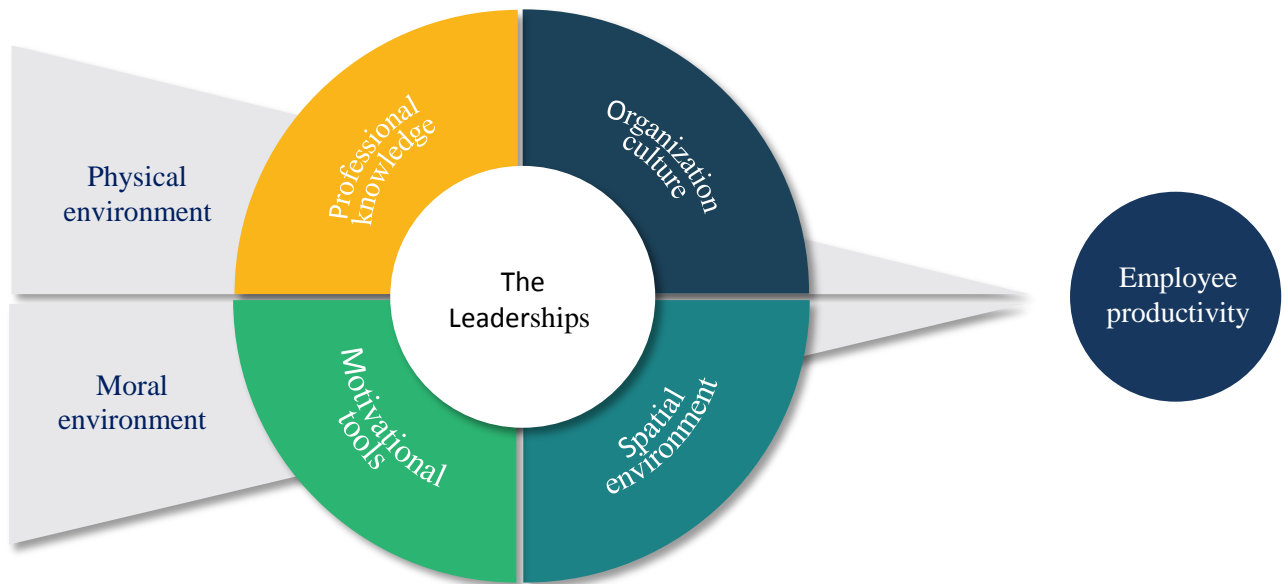 Professional
knowledge
Organization
culture
Physical
environment
The
Leaderships
Employee
productivity
Moral
environment
Motivational
tools
Spatial
environment